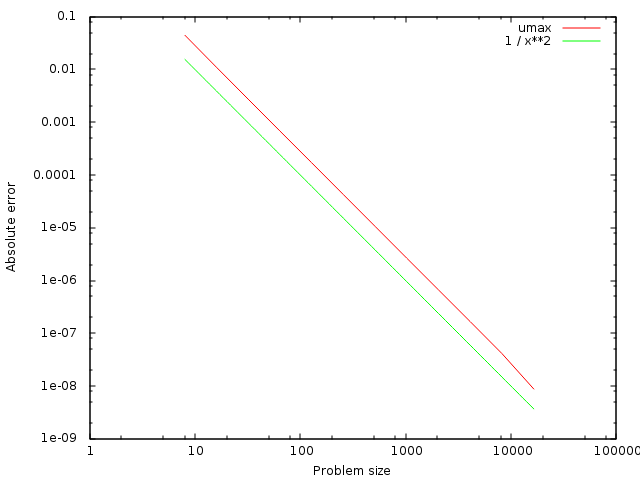 0.1
umax
1 / x**2
0.01
0.001
0.0001
1e-05
1e-06
1e-07
1e-08
1e-09
Absolute error
1 10 100 1000 10000 100000
Problem size